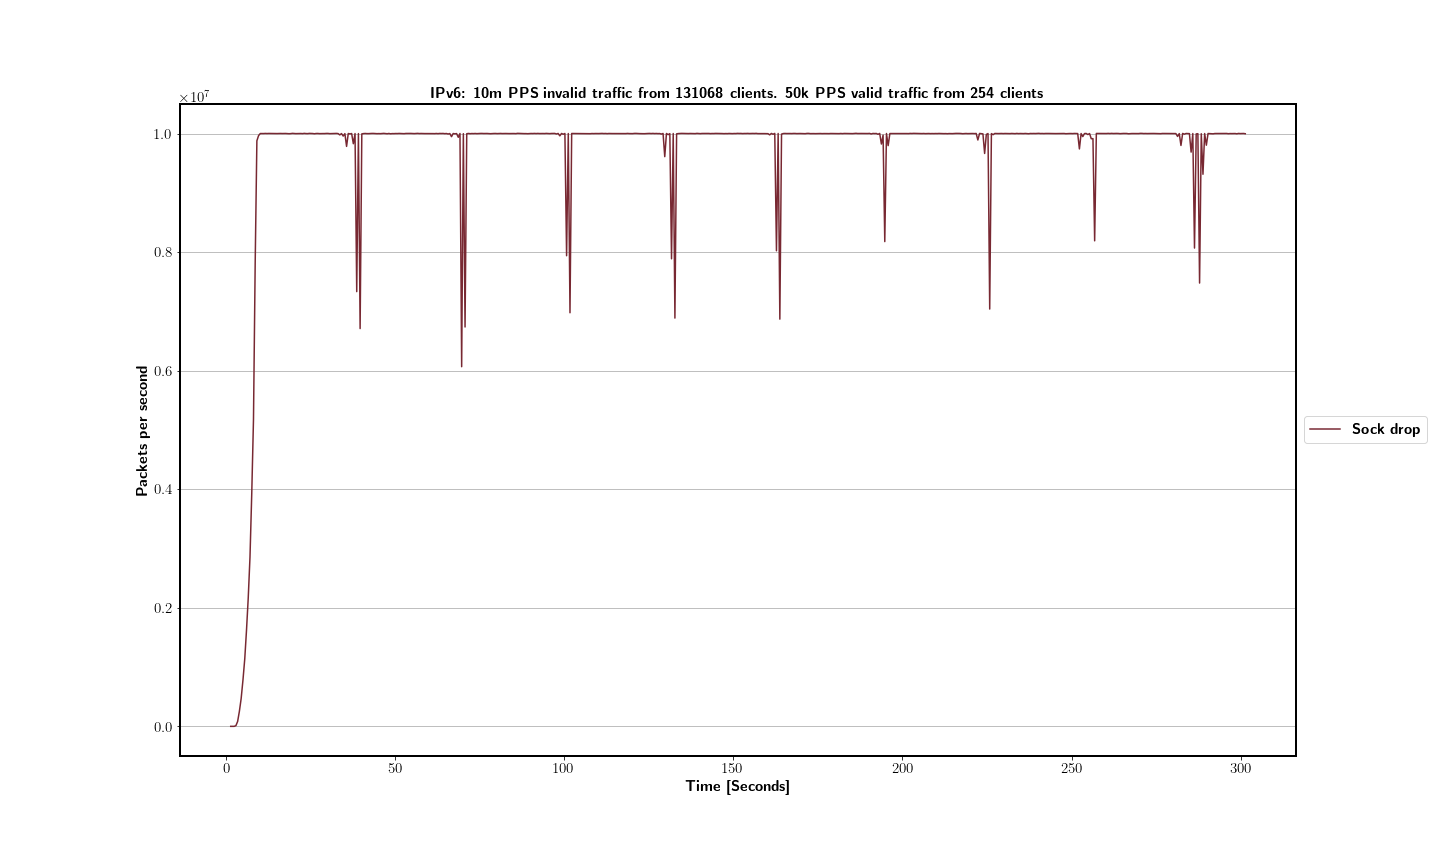 IPv6: 10m PPS invalid traffic from 131068 clients. 50k PPS valid traffic from 254 clients
×10⁷
1.0
0.8
0.6
0.4
0.2
0.0
Packets per second
Sock drop
0 50 100 150 200 250 300
Time [Seconds]